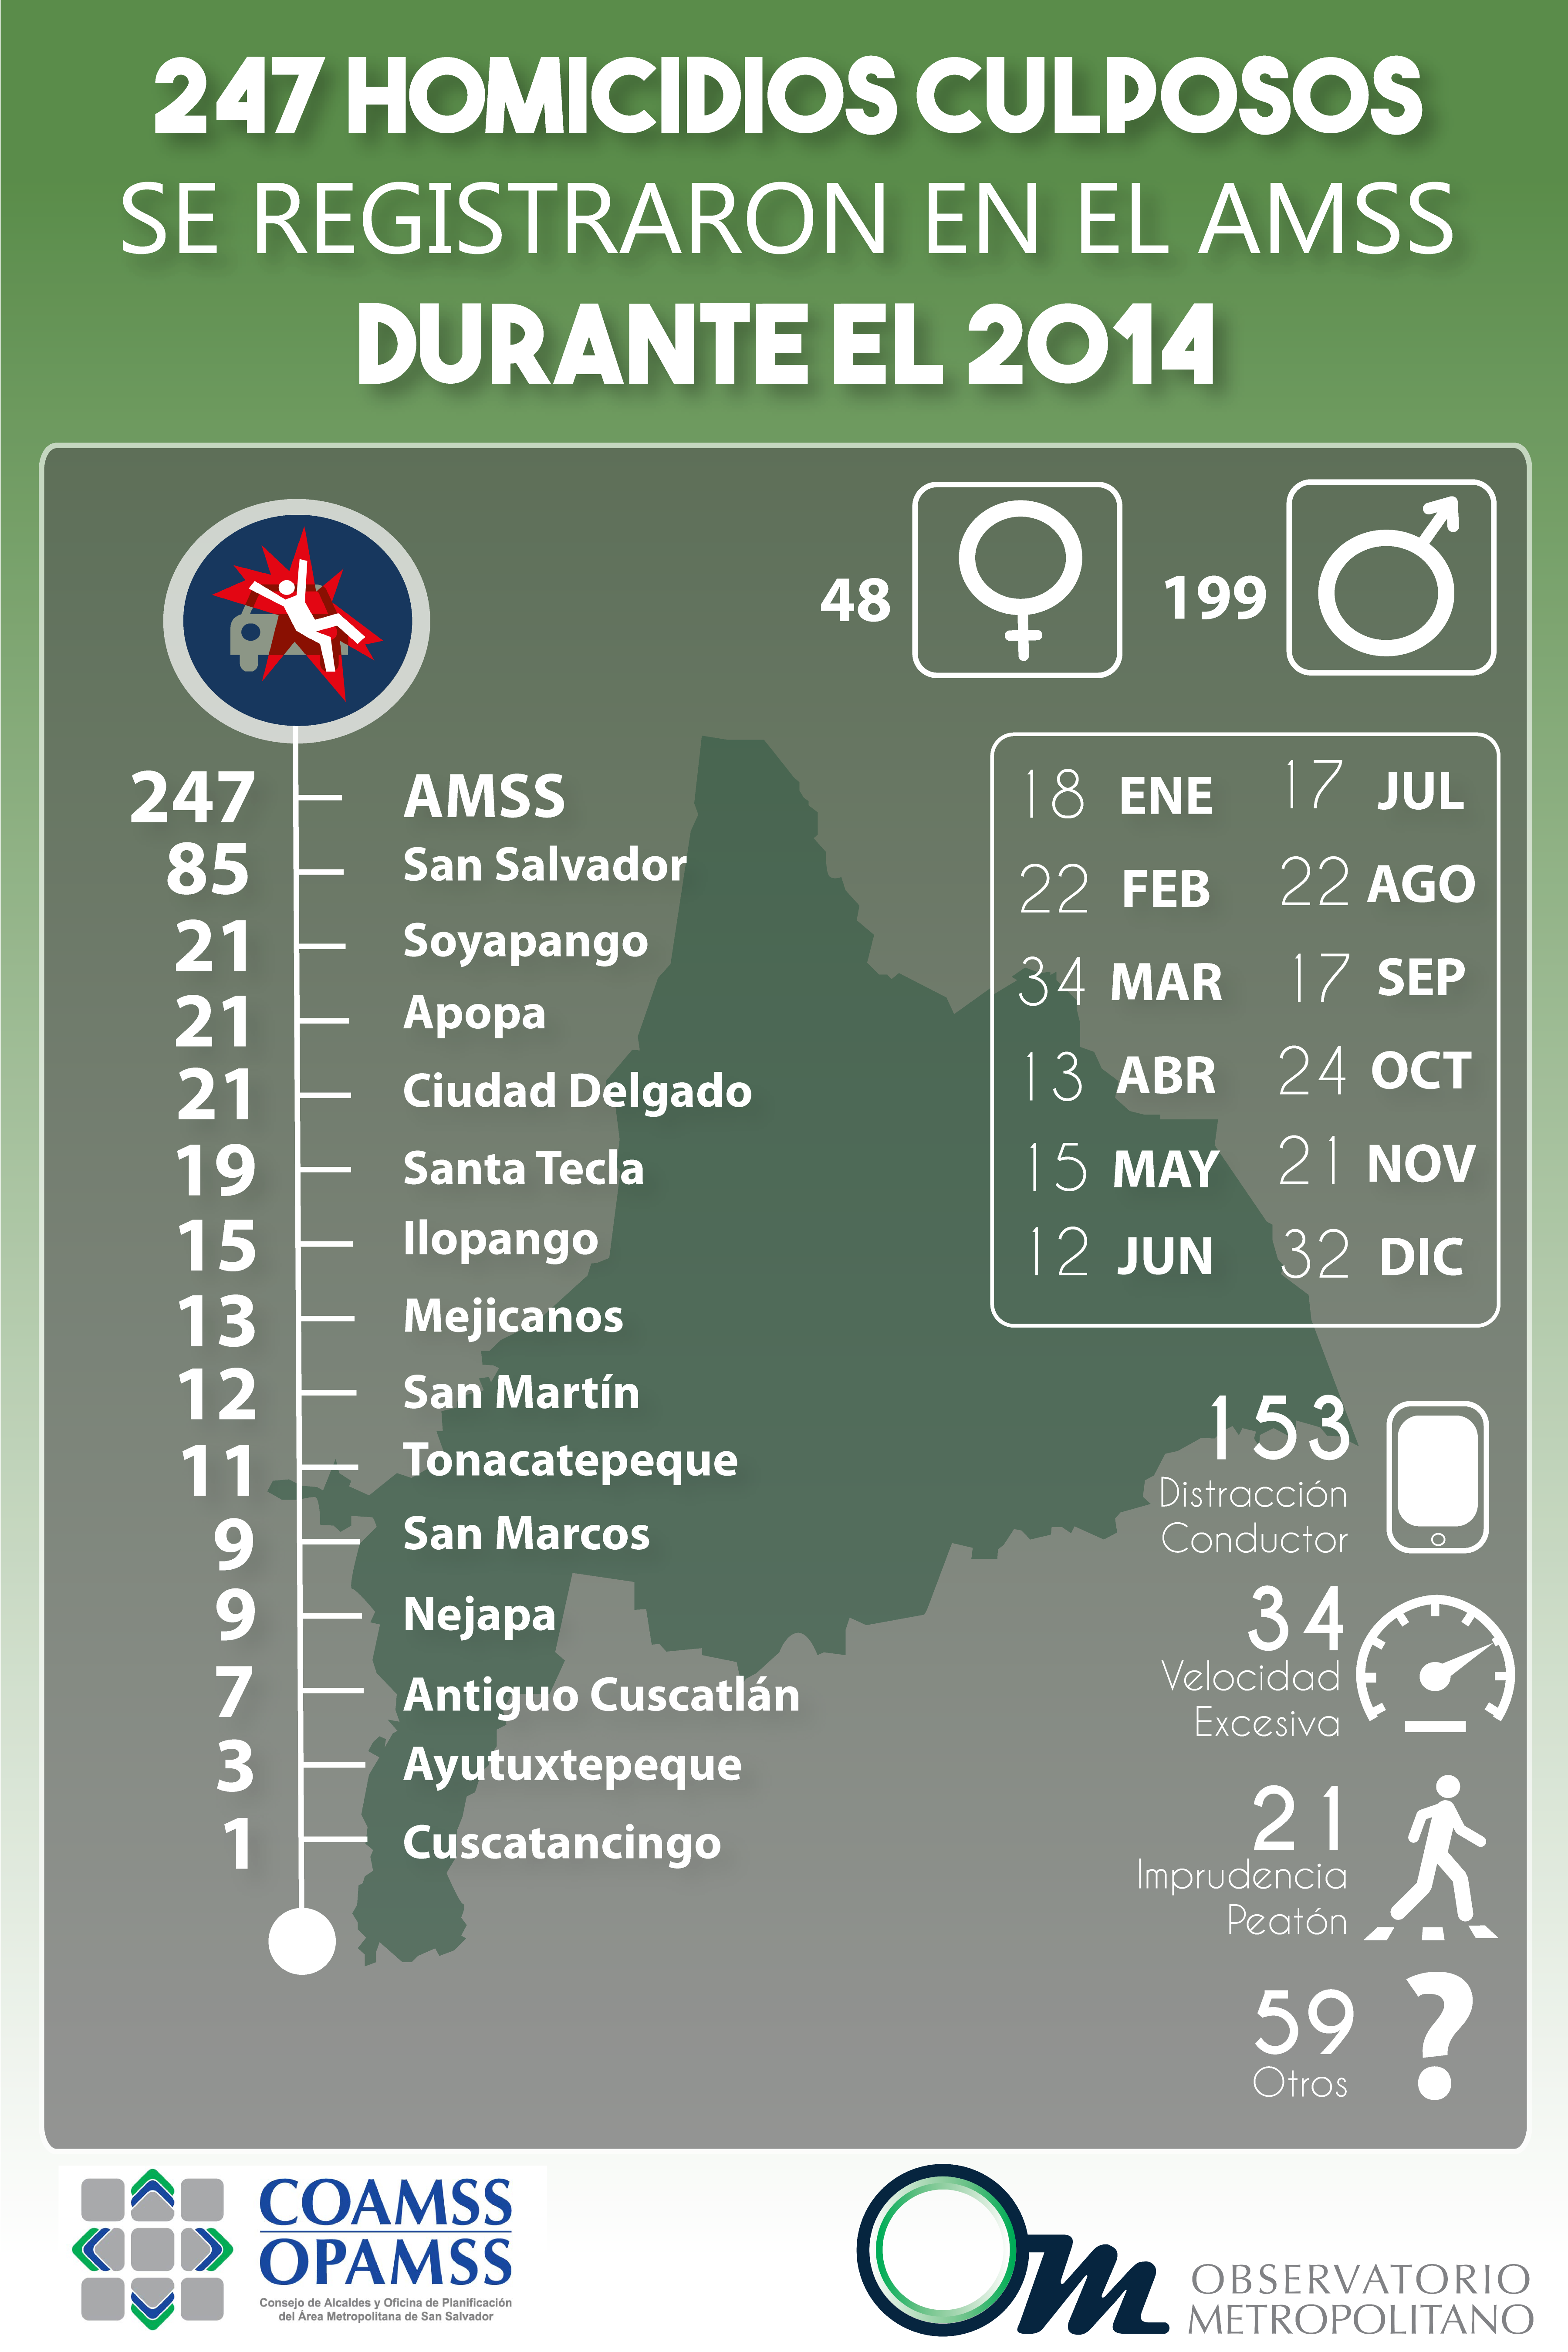 247 HOMICIDIOS CULPOSOS
SE REGISTRARON EN EL AMSS
DURANTE EL 2014
48
199
247 AMSS
85 San Salvador
21 Soyapango
21 Apopa
21 Ciudad Delgado
19 Santa Tecla
15 Ilopango
13 Mejicanos
12 San Martín
11 Tonacatepeque
9 San Marcos
9 Nejapa
7 Antiguo Cuscatlán
3 Ayutuxtepeque
1 Cuscatancingo
18 ENE 17 JUL
22 FEB 22 AGO
34 MAR 17 SEP
13 ABR 24 OCT
15 MAY 21 NOV
12 JUN 32 DIC
153
Distracción
Conductor
34
Velocidad
Excesiva
21
Imprudencia
Peatón
59
Otros
?
COAMSS
OPAMSS
Consejo de Alcaldes y Oficina de Planificación
del Área Metropolitana de San Salvador
Om
OBSERVATORIO
METROPOLITANO